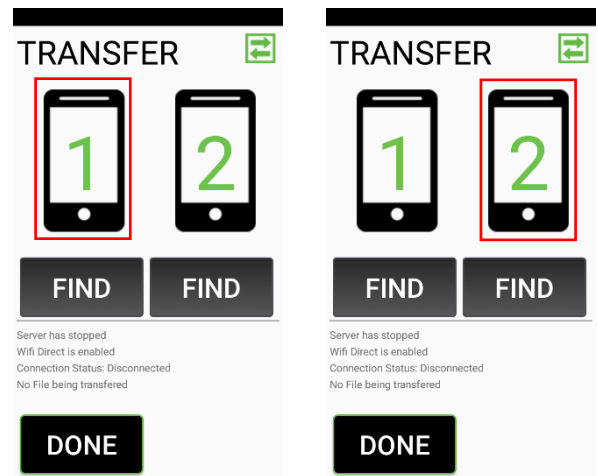 TRANSFER
1 2
FIND FIND
Server has stopped
Wifi Direct is enabled
Connection Status: Disconnected
No File being transfered
DONE
TRANSFER
1 2
FIND FIND
Server has stopped
Wifi Direct is enabled
Connection Status: Disconnected
No File being transfered
DONE